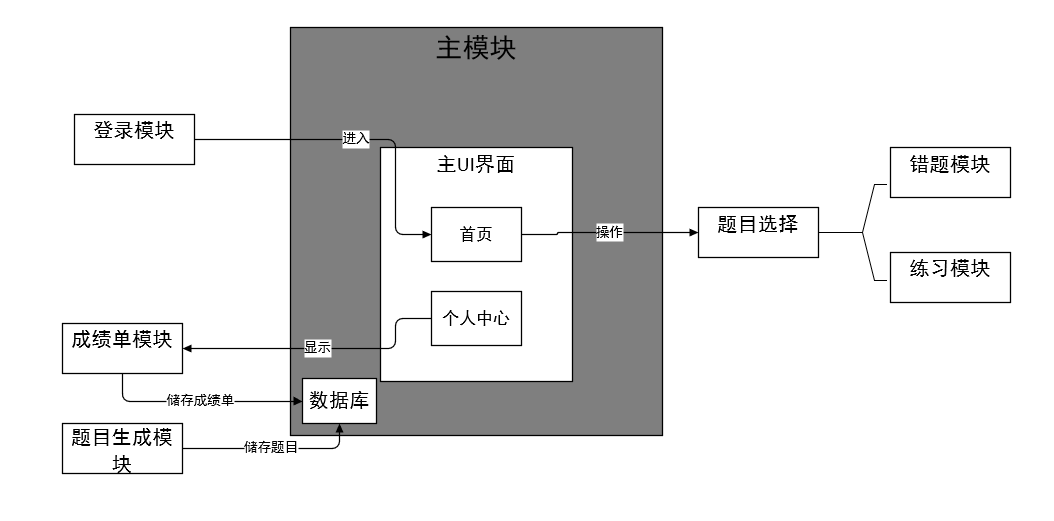 主模块
登录模块
进入
主UI界面
错题模块
首页
操作
题目选择
练习模块
个人中心
成绩单模块
显示
储存成绩单
数据库
题目生成模
块
储存题目